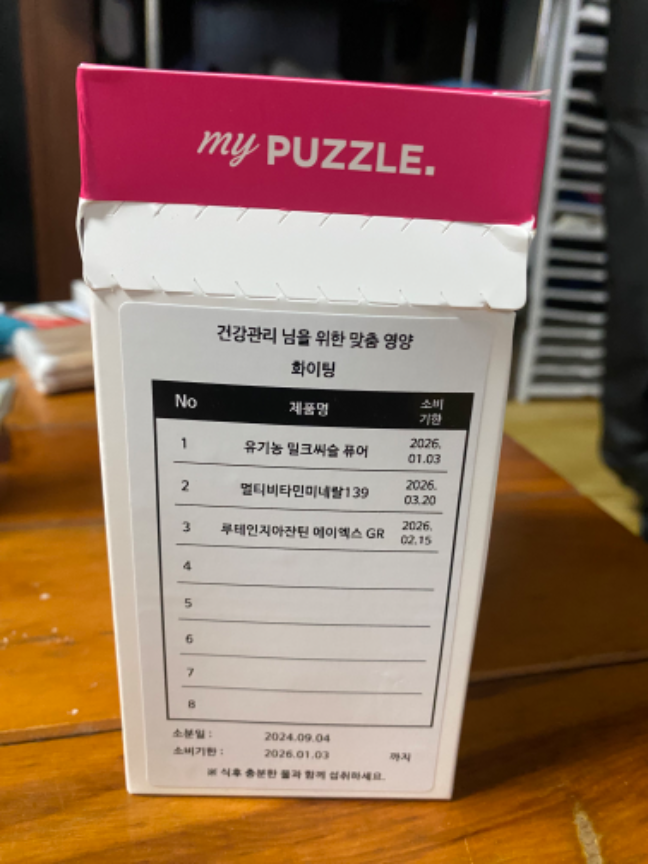 my PUZZLE.
건강관리 님을 위한 맞춤 영양
화이팅
No 제품명 소비
기한
1 유기농 밀크씨슬 퓨어 2026.
01.03
2 멀티비타민미네랄139 2026.
03.20
3 루테인지아잔틴 에이엑스 GR 2026.
02.15
4
5
6
7
8
소분일 : 2024.09.04
소비기한 : 2026.01.03 까지
※ 식후 충분한 물과 함께 섭취하세요.